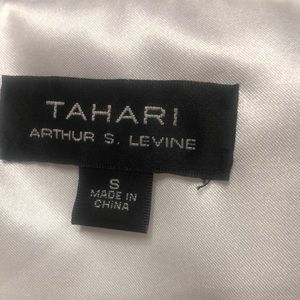 TAHARI
ARTHUR S. LEVINE
S
MADE IN
CHINA